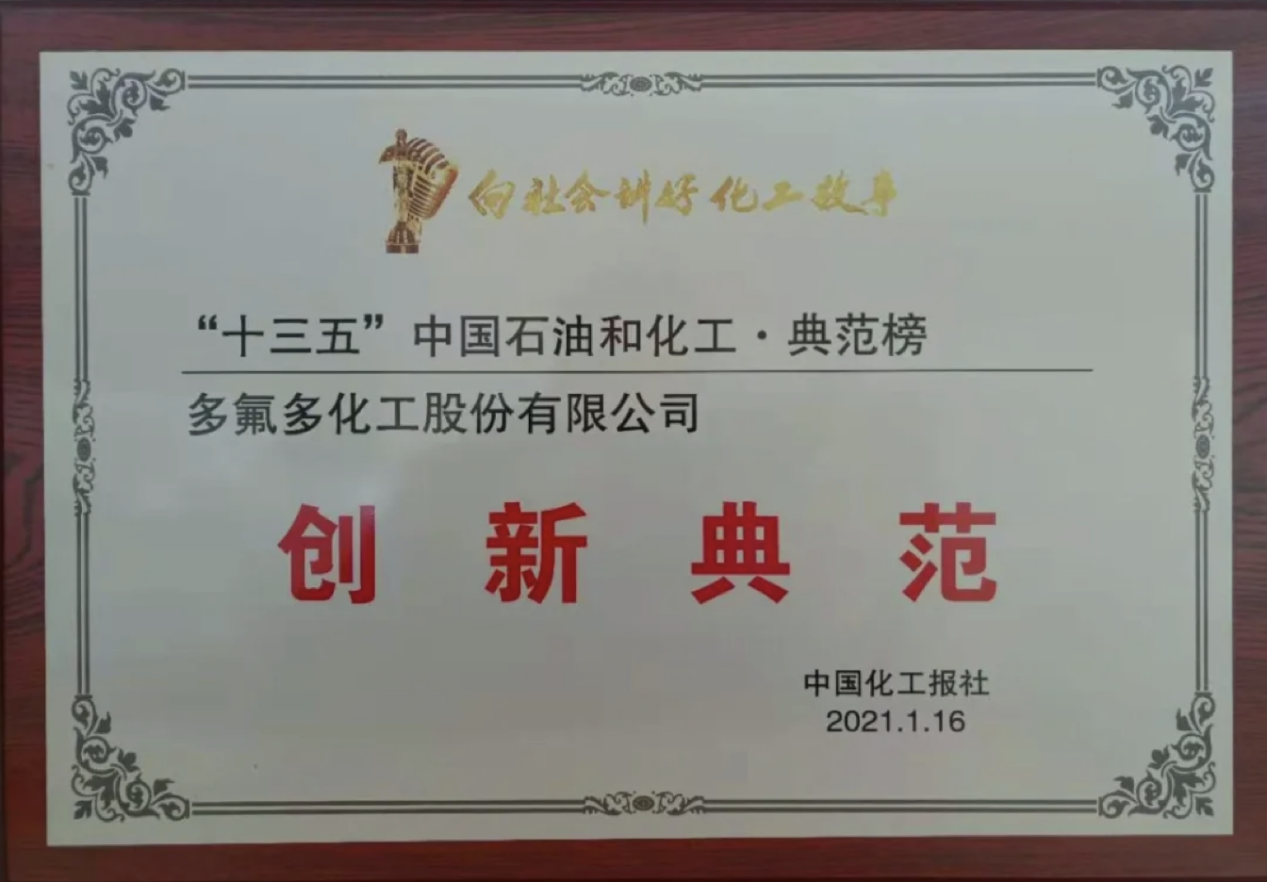 向社会讲好化工故事
“十三五”中国石油和化工·典范榜
多氟多化工股份有限公司
创新典范
中国化工报社
2021.1.16